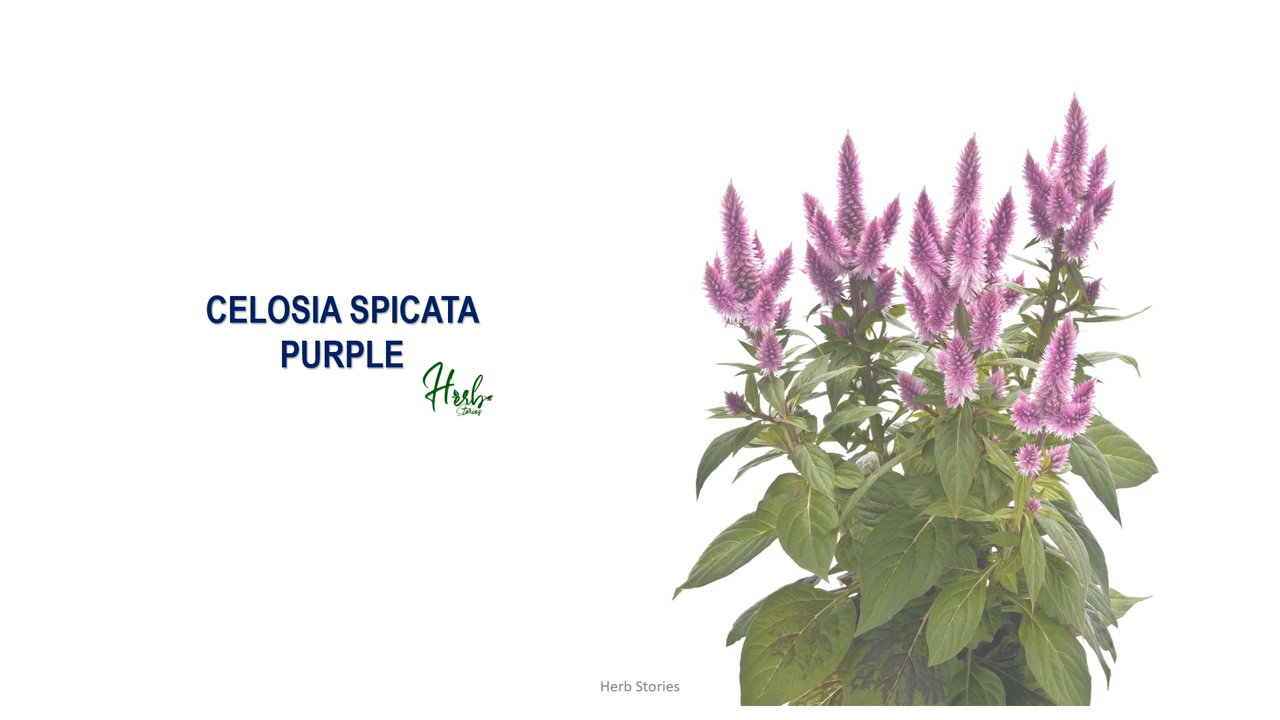 CELOSIA SPICATA
PURPLE
Herb
Stories
Herb Stories